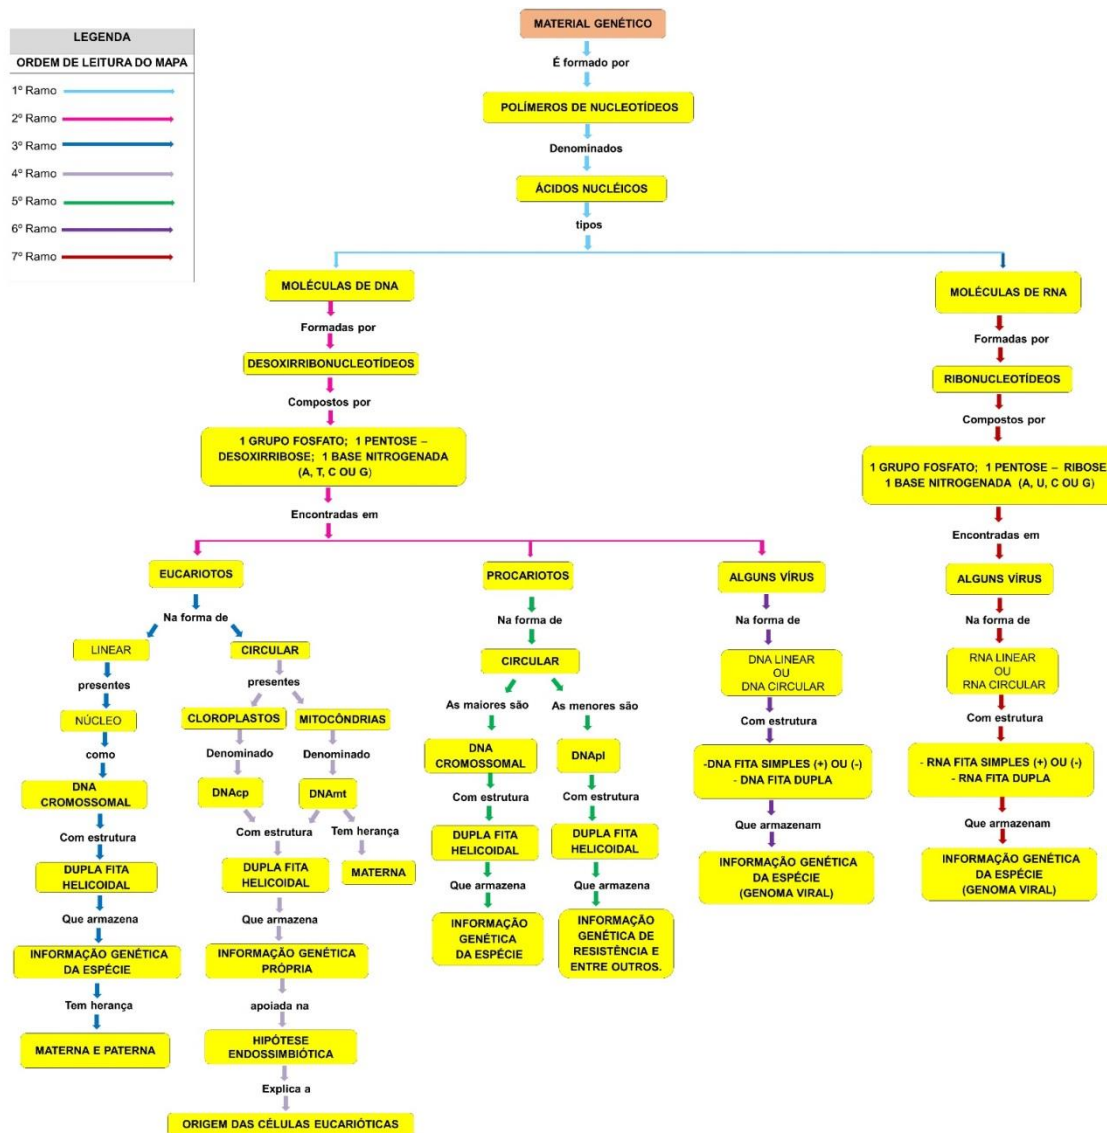 LEGENDA
ORDEM DE LEITURA DO MAPA
1º Ramo
2º Ramo
3º Ramo
4º Ramo
5º Ramo
6º Ramo
7º Ramo
MATERIAL GENÉTICO
É formado por
POLÍMEROS DE NUCLEOTÍDEOS
Denominados
ÁCIDOS NUCLÉICOS
tipos
MOLÉCULAS DE DNA
Formadas por
DESOXIRRIBONUCLEOTÍDEOS
Compostos por
1 GRUPO FOSFATO; 1 PENTOSE –
DESOXIRRIBOSE; 1 BASE NITROGENADA
(A, T, C OU G)
Encontradas em
EUCARIOTOS
Na forma de
LINEAR
presentes
NÚCLEO
como
DNA
CROMOSSOMAL
Com estrutura
DUPLA FITA
HELICOIDAL
Que armazena
INFORMAÇÃO GENÉTICA
DA ESPÉCIE
Tem herança
MATERNA E PATERNA
CIRCULAR
presentes
CLOROPLASTOS
Denominado
DNAcp
MITOCÔNDRIAS
Denominado
DNAmt
Com estrutura
Tem herança
MATERNA
DUPLA FITA
HELICOIDAL
Que armazena
INFORMAÇÃO GENÉTICA
PRÓPRIA
apoiada na
HIPÓTESE
ENDOSSIMBIÓTICA
Explica a
ORIGEM DAS CÉLULAS EUCARIÓTICAS
PROCARIOTOS
Na forma de
CIRCULAR
As maiores são
DNA
CROMOSSOMAL
Com estrutura
DUPLA FITA
HELICOIDAL
Que armazena
INFORMAÇÃO
GENÉTICA
DA ESPÉCIE
As menores são
DNApl
Com estrutura
DUPLA FITA
HELICOIDAL
Que armazena
INFORMAÇÃO
GENÉTICA DE
RESISTÊNCIA E
ENTRE OUTROS.
ALGUNS VÍRUS
Na forma de
DNA LINEAR
OU
DNA CIRCULAR
Com estrutura
-DNA FITA SIMPLES (+) OU (-)
- DNA FITA DUPLA
Que armazenam
INFORMAÇÃO GENÉTICA
DA ESPÉCIE
(GENOMA VIRAL)
MOLÉCULAS DE RNA
Formadas por
RIBONUCLEOTÍDEOS
Compostos por
1 GRUPO FOSFATO; 1 PENTOSE – RIBOSE
1 BASE NITROGENADA (A, U, C OU G)
Encontradas em
ALGUNS VÍRUS
Na forma de
RNA LINEAR
OU
RNA CIRCULAR
Com estrutura
- RNA FITA SIMPLES (+) OU (-)
- RNA FITA DUPLA
Que armazenam
INFORMAÇÃO GENÉTICA
DA ESPÉCIE
(GENOMA VIRAL)